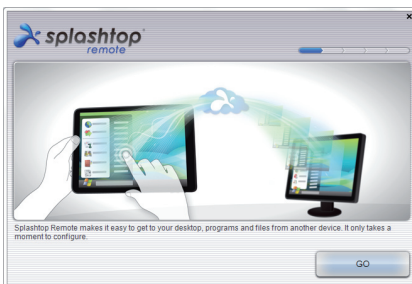 splashtop
remote
Splashtop Remote makes it easy to get to your desktop, programs and files from another device. It only takes a
moment to configure.
GO